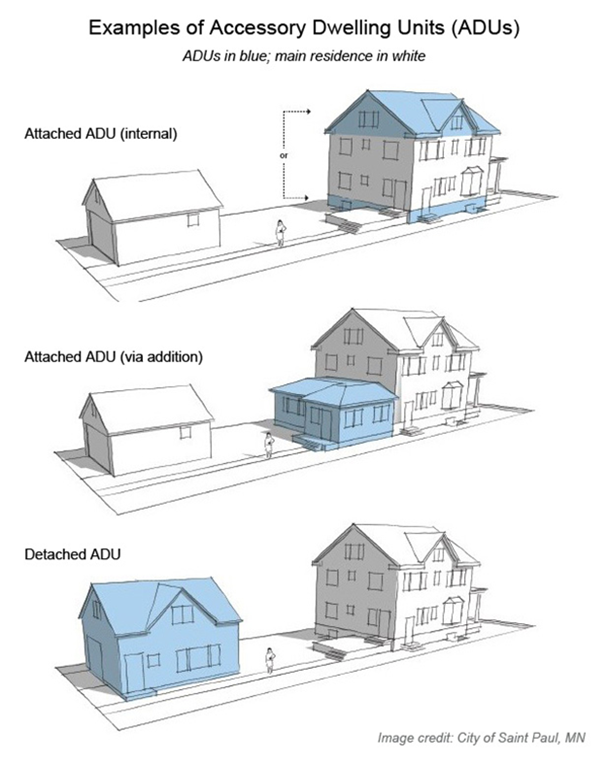 Examples of Accessory Dwelling Units (ADUs)
ADUs in blue; main residence in white
Attached ADU (internal)
or
Attached ADU (via addition)
Detached ADU
Image credit: City of Saint Paul, MN